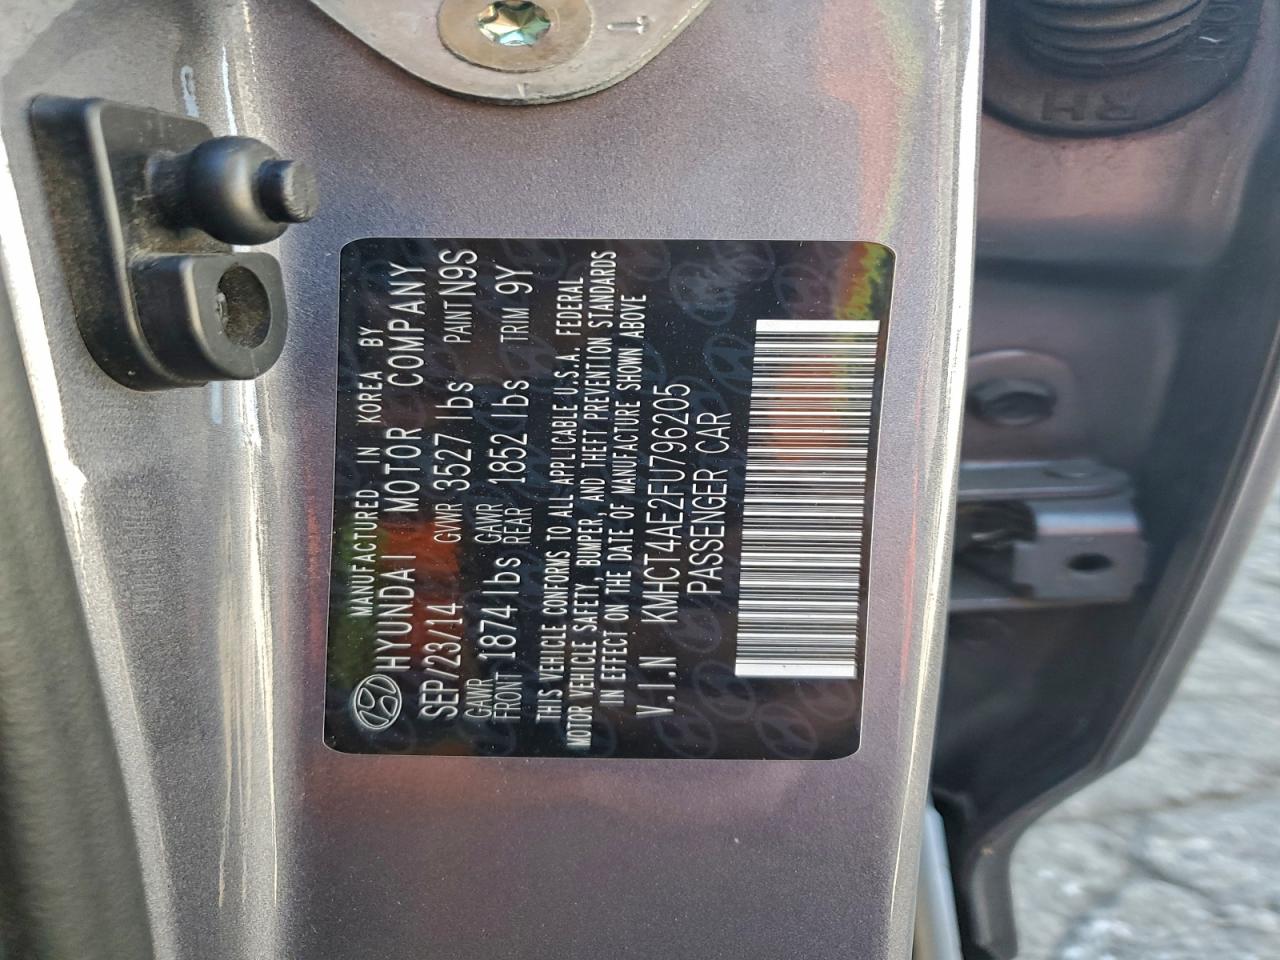 MANUFACTURED IN KOREA BY
HYUNDAI MOTOR COMPANY
SEP/23/14 GVWR 3527 lbs PAINT N9S
GAWR FRONT 1874 lbs GAWR REAR 1852 lbs TRIM 9Y
THIS VEHICLE CONFORMS TO ALL APPLICABLE U.S.A. FEDERAL
MOTOR VEHICLE SAFETY, BUMPER AND THEFT PREVENTION STANDARDS
IN EFFECT ON THE DATE OF MANUFACTURE SHOWN ABOVE
V.I.N KMHCT4AE2FU796205
PASSENGER CAR
RH